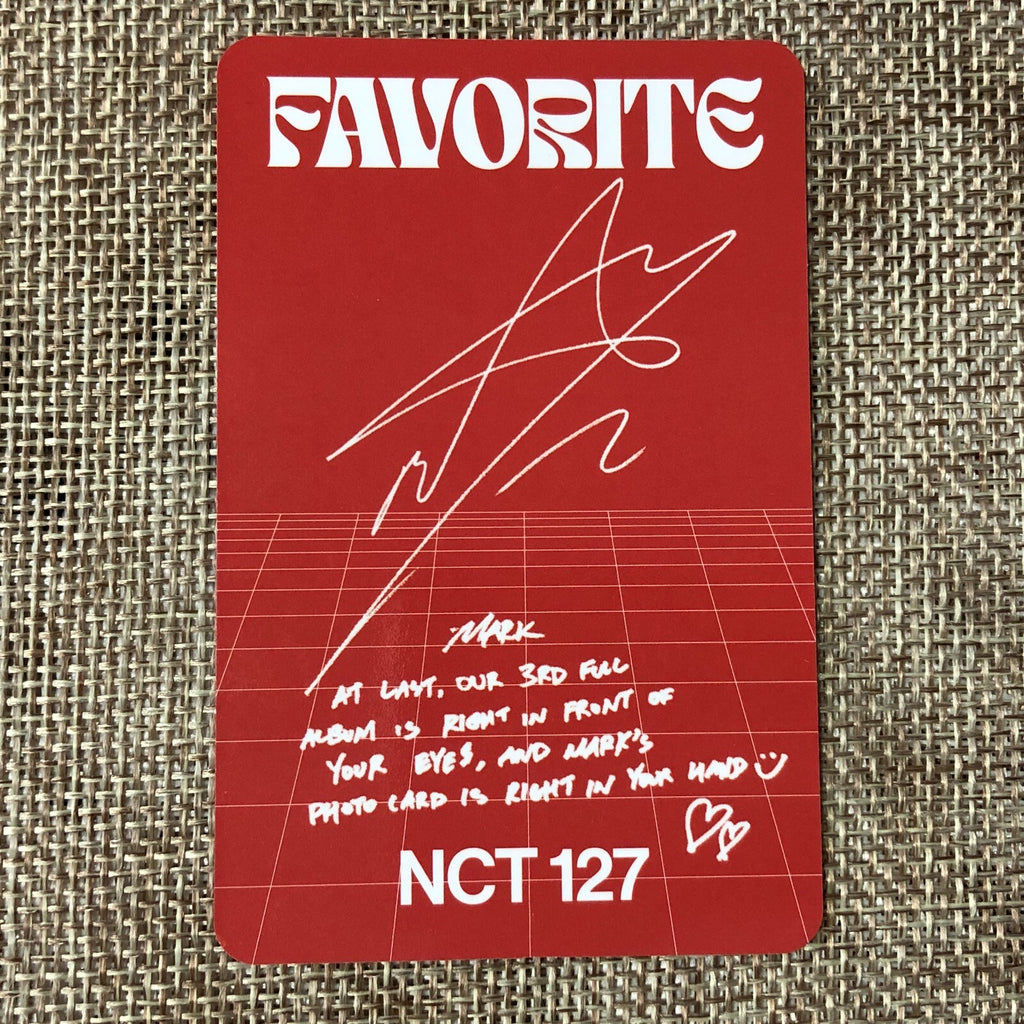 FAVORITE
MARK
AT LAST, OUR 3RD FULL
ALBUM IS RIGHT IN FRONT OF
YOUR EYES, AND MARK'S
PHOTO CARD IS RIGHT IN YOUR HAND
NCT 127